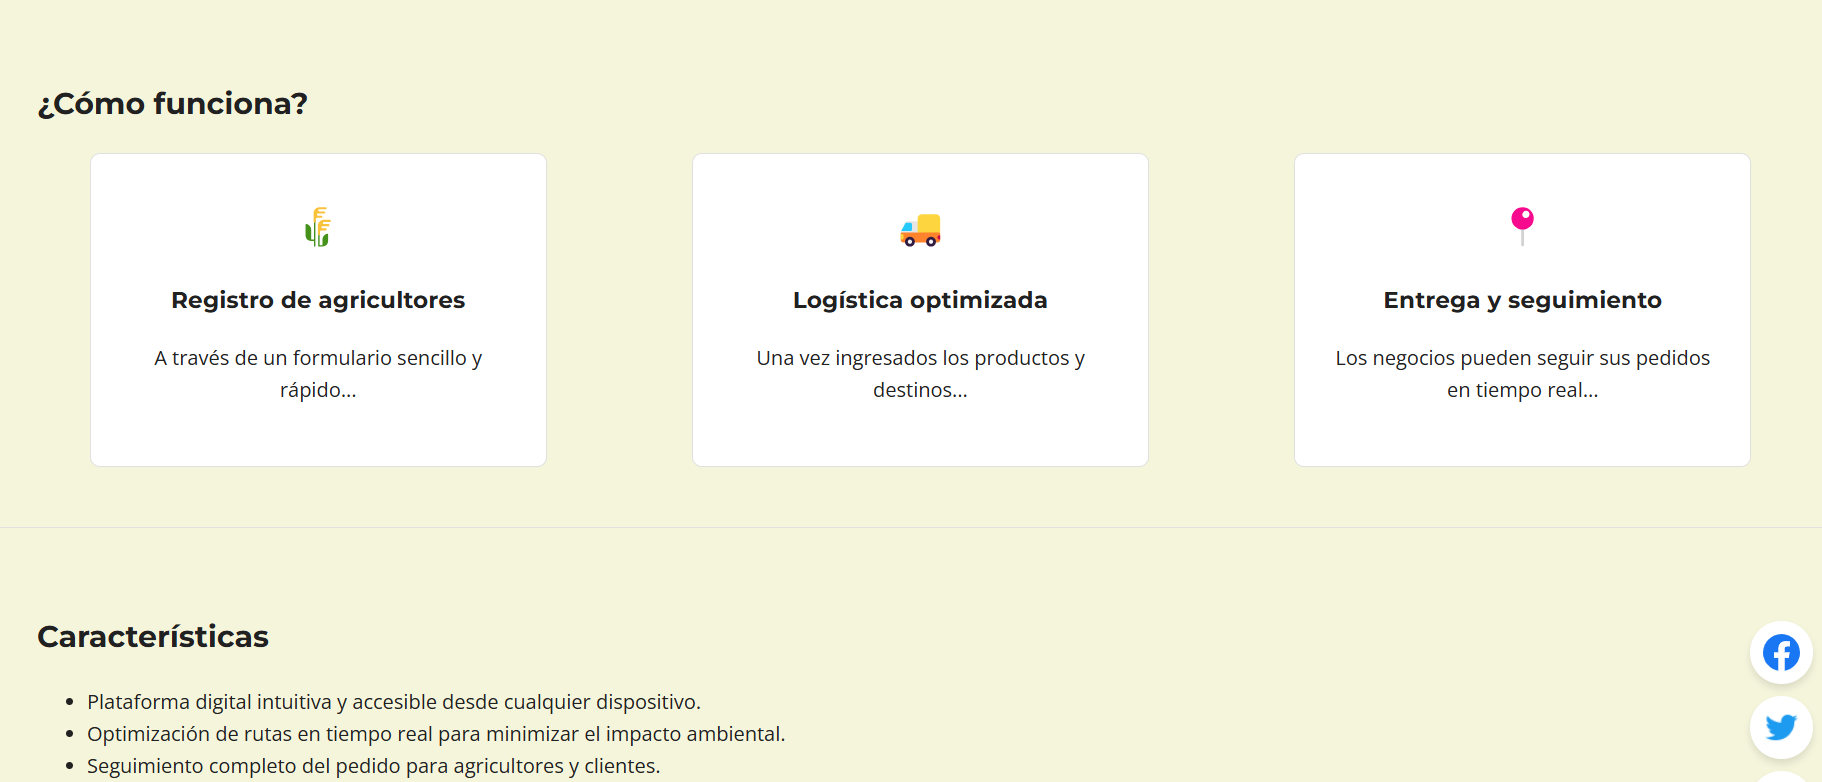 ¿Cómo funciona?
Registro de agricultores
A través de un formulario sencillo y
rápido...
Logística optimizada
Una vez ingresados los productos y
destinos...
Entrega y seguimiento
Los negocios pueden seguir sus pedidos
en tiempo real...
Características
Plataforma digital intuitiva y accesible desde cualquier dispositivo.
Optimización de rutas en tiempo real para minimizar el impacto ambiental.
Seguimiento completo del pedido para agricultores y clientes.